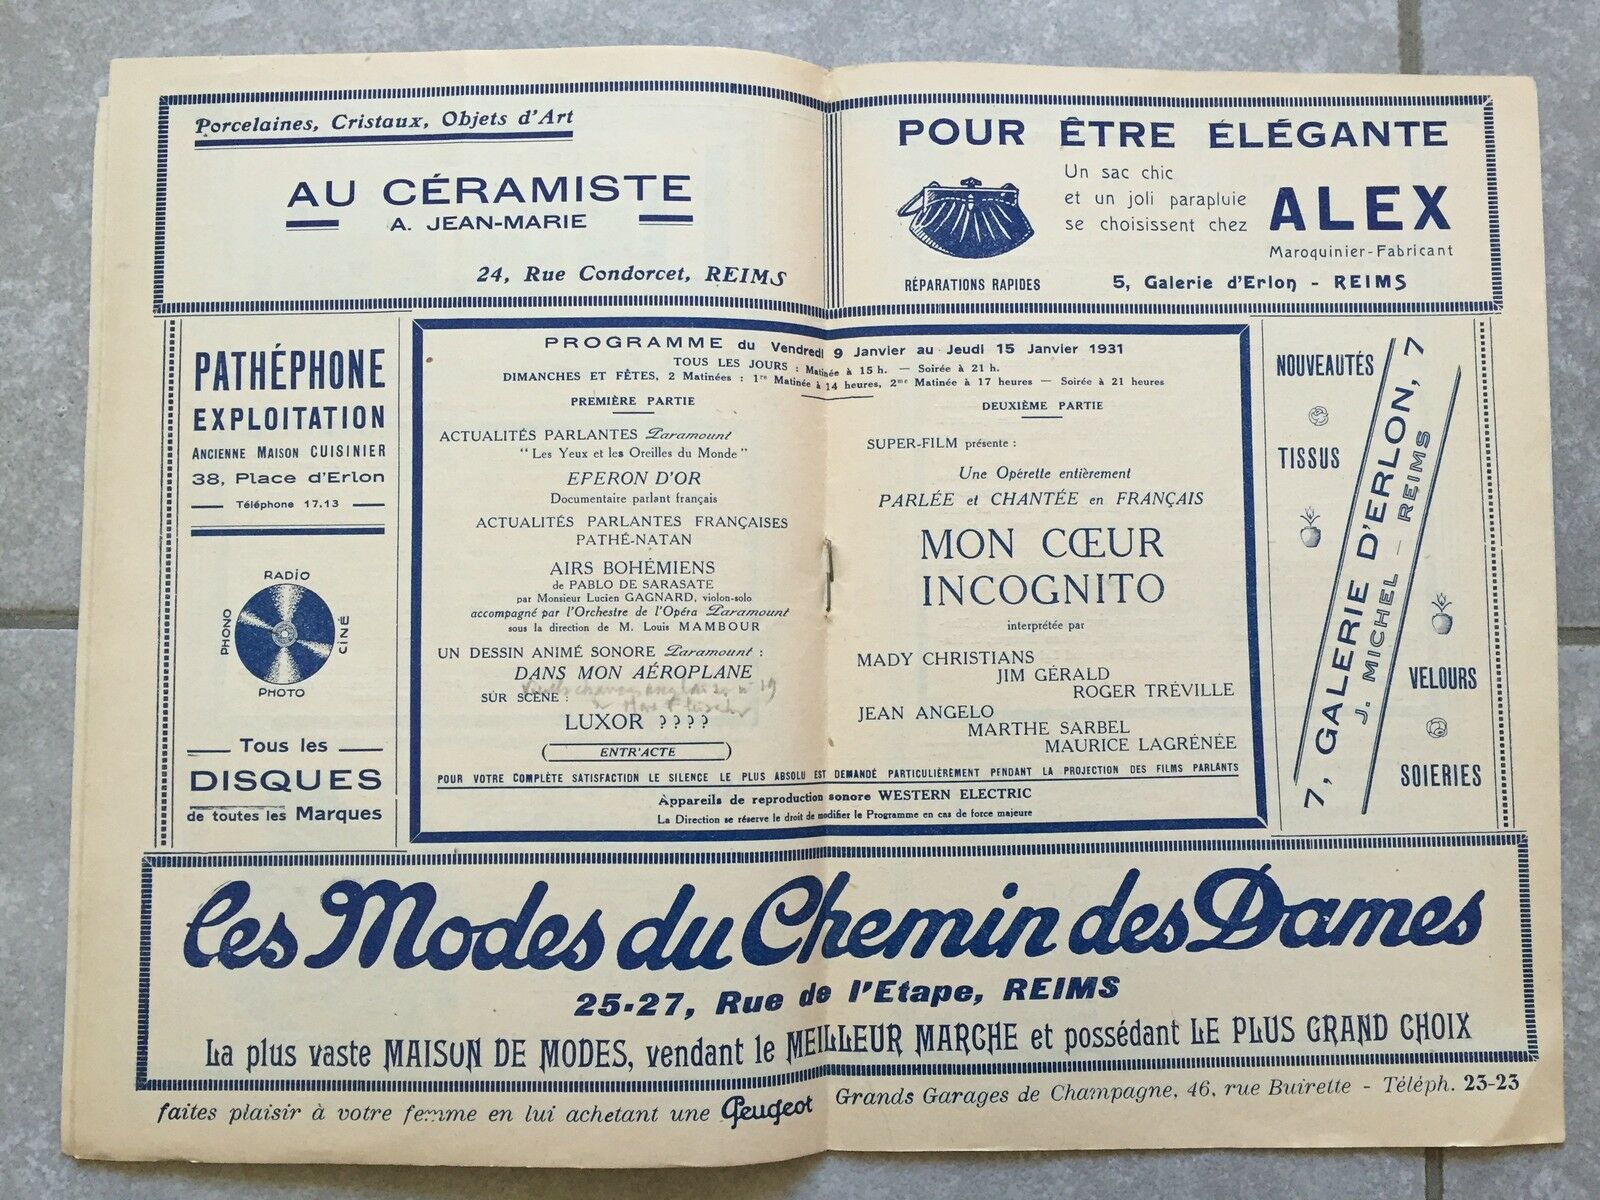 Porcelaines, Cristaux, Objets d'Art
AU CÉRAMISTE
A. JEAN-MARIE
24, Rue Condorcet, REIMS
POUR ÊTRE ÉLÉGANTE
Un sac chic
et un joli parapluie
se choisissent chez
ALEX
Maroquinier-Fabricant
RÉPARATIONS RAPIDES
5, Galerie d'Erlon - REIMS
PATHÉPHONE
EXPLOITATION
ANCIENNE MAISON CUISINIER
38, Place d'Erlon
Téléphone 17.13
RADIO
PHONO
CINÉ
PHOTO
Tous les
DISQUES
de toutes les Marques
PROGRAMME du Vendredi 9 Janvier au Jeudi 15 Janvier 1931
TOUS LES JOURS : Matinée à 15 h. — Soirée à 21 h.
DIMANCHES ET FÊTES, 2 Matinées : 1re Matinée à 14 heures, 2me Matinée à 17 heures — Soirée à 21 heures
PREMIÈRE PARTIE
ACTUALITÉS PARLANTES Paramount
" Les Yeux et les Oreilles du Monde "
EPERON D'OR
Documentaire parlant français
ACTUALITÉS PARLANTES FRANÇAISES
PATHÉ-NATAN
AIRS BOHÉMIENS
de PABLO DE SARASATE
par Monsieur Lucien GAGNARD, violon-solo
accompagné par l'Orchestre de l'Opéra Paramount
sous la direction de M. Louis MAMBOUR
UN DESSIN ANIMÉ SONORE Paramount :
DANS MON AÉROPLANE
SUR SCÈNE :
LUXOR ????
ENTR'ACTE
DEUXIÈME PARTIE
SUPER-FILM présente :
Une Opérette entièrement
PARLÉE et CHANTÉE en FRANÇAIS
MON CŒUR
INCOGNITO
interprétée par
MADY CHRISTIANS
JIM GÉRALD
ROGER TRÉVILLE
JEAN ANGELO
MARTHE SARBEL
MAURICE LAGRÉNÉE
POUR VOTRE COMPLÈTE SATISFACTION LE SILENCE LE PLUS ABSOLU EST DEMANDÉ PARTICULIÈREMENT PENDANT LA PROJECTION DES FILMS PARLANTS
Appareils de reproduction sonore WESTERN ELECTRIC
La Direction se réserve le droit de modifier le Programme en cas de force majeure
NOUVEAUTÉS
TISSUS
7, GALERIE D'ERLON, 7
J. MICHEL - REIMS
VELOURS
SOIERIES
Les Modes du Chemin des Dames
25-27, Rue de l'Etape, REIMS
La plus vaste MAISON DE MODES, vendant le MEILLEUR MARCHE et possédant LE PLUS GRAND CHOIX
faites plaisir à votre femme en lui achetant une Peugeot Grands Garages de Champagne, 46, rue Buirette - Téléph. 23-23